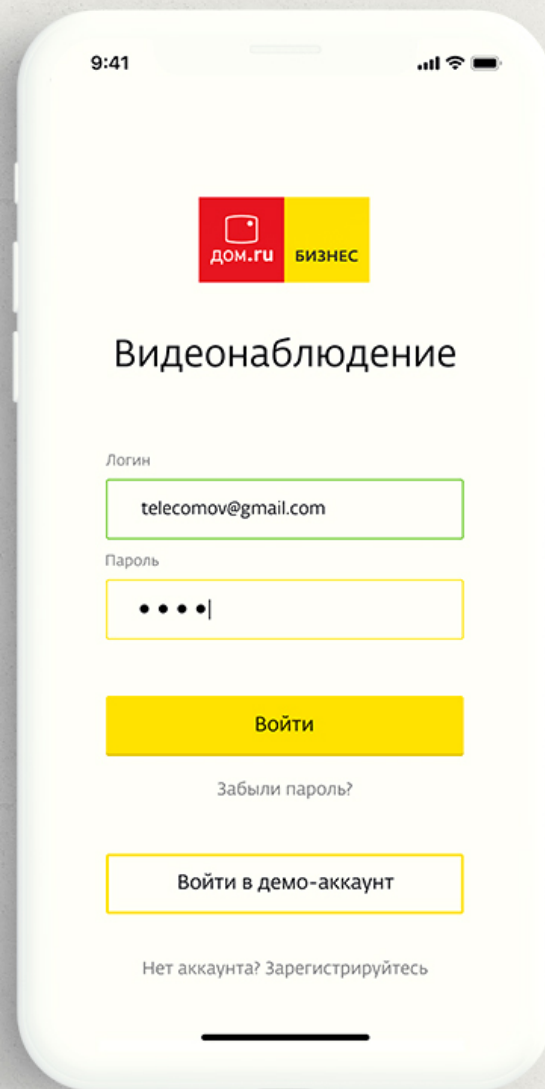 9:41
дом.ru БИЗНЕС
Видеонаблюдение
Логин
telecomov@gmail.com
Пароль
••••
Войти
Забыли пароль?
Войти в демо-аккаунт
Нет аккаунта? Зарегистрируйтесь